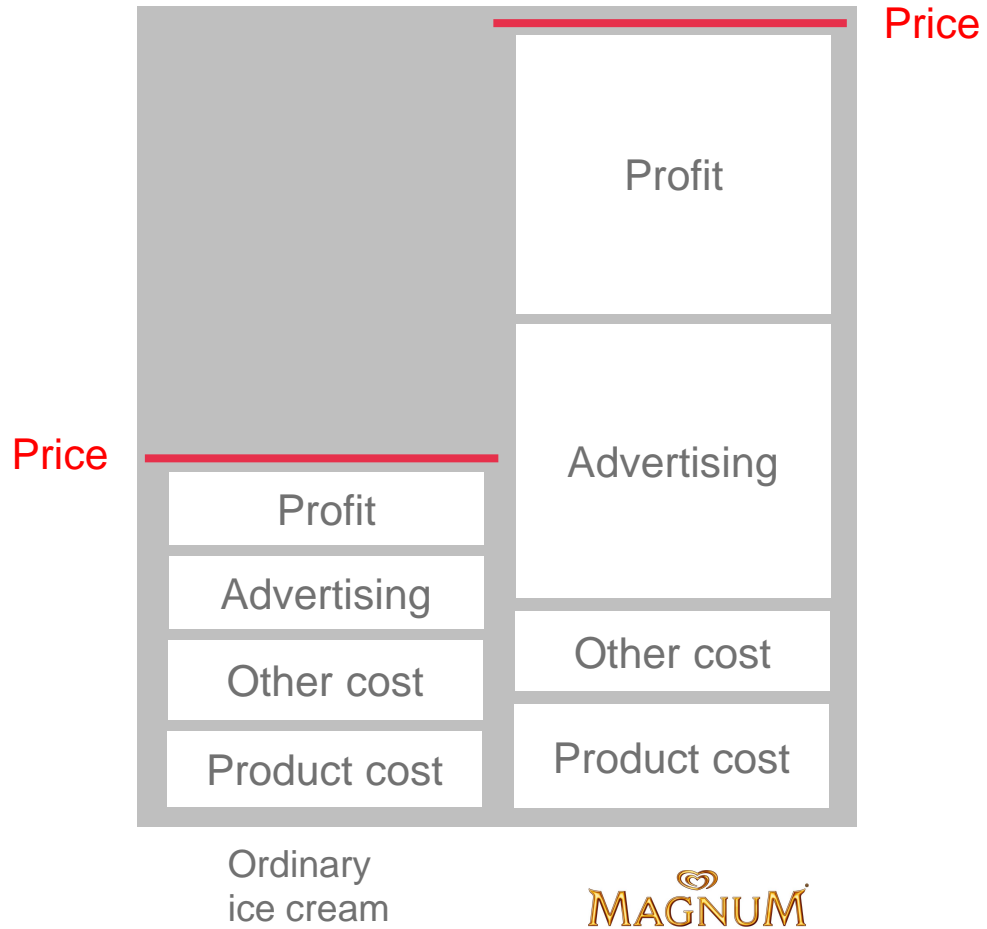 Price
Profit
Advertising
Price
Profit
Advertising
Other cost
Other cost
Product cost
Product cost
Ordinary
ice cream
MAGNUM